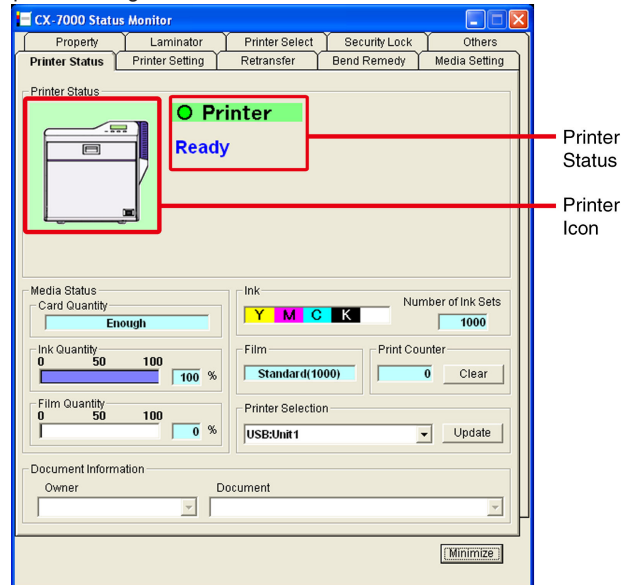 CX-7000 Status Monitor
Property Laminator Printer Select Security Lock Others
Printer Status Printer Setting Retransfer Bend Remedy Media Setting
Printer Status
Printer
Ready
Printer
Status
Printer
Icon
Media Status
Card Quantity
Enough
Ink
Y M C K
Number of Ink Sets
1000
Ink Quantity
0 50 100
100 %
Film
Standard(1000)
Print Counter
0 Clear
Film Quantity
0 50 100
0 %
Printer Selection
USB:Unit1 Update
Document Information
Owner Document
Minimize